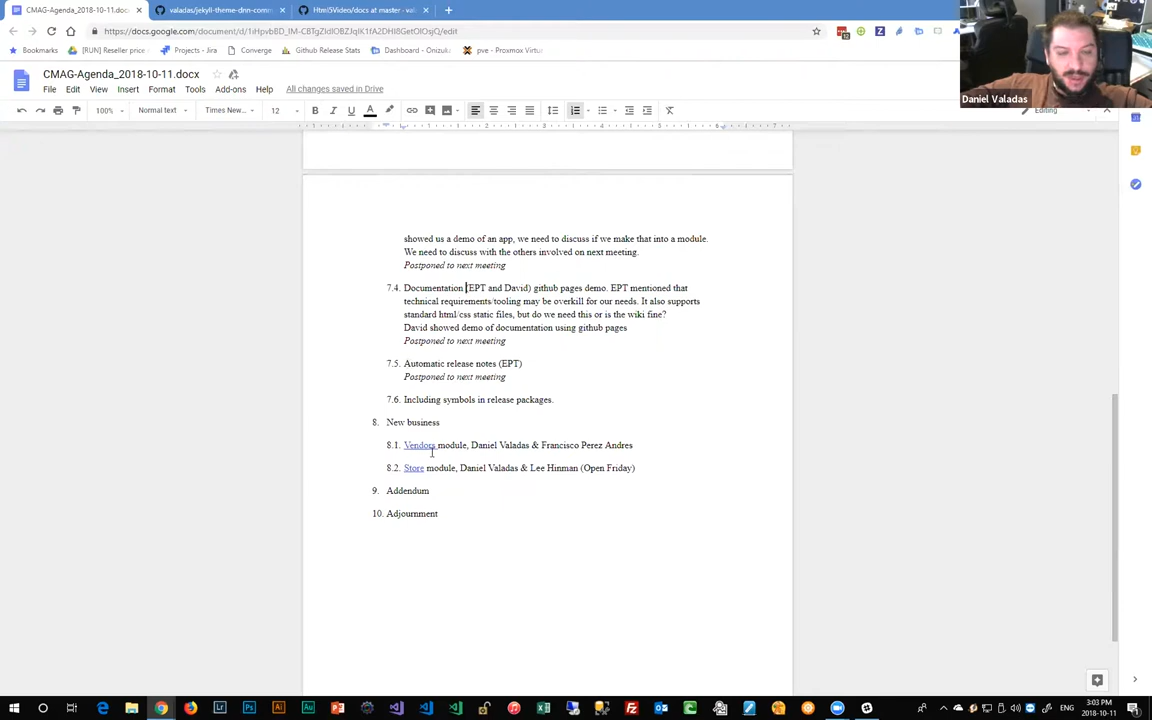 CMAG-Agenda_2018-10-11.docx
valadas/jekyll-theme-dnn-comm
Html5Video/docs at master · val
https://docs.google.com/document/d/1iHpvbBD_IM-CBTgZldIOBZJqIK1fA2DHl8GetOlOsjQ/edit
Bookmarks
[RUN] Reseller price
Projects - Jira
Converge
Github Release Stats
Dashboard - Onizuka
pve - Proxmox Virtu
CMAG-Agenda_2018-10-11.docx
File Edit View Insert Format Tools Add-ons Help All changes saved in Drive
100% Normal text Times New... 12 B I U A Editing
Daniel Valadas
showed us a demo of an app, we need to discuss if we make that into a module.
We need to discuss with the others involved on next meeting.
Postponed to next meeting
7.4. Documentation (EPT and David) github pages demo. EPT mentioned that
technical requirements/tooling may be overkill for our needs. It also supports
standard html/css static files, but do we need this or is the wiki fine?
David showed demo of documentation using github pages
Postponed to next meeting
7.5. Automatic release notes (EPT)
Postponed to next meeting
7.6. Including symbols in release packages.
8. New business
8.1. Vendors module, Daniel Valadas & Francisco Perez Andres
8.2. Store module, Daniel Valadas & Lee Hinman (Open Friday)
9. Addendum
10. Adjournment
ENG
3:03 PM
2018-10-11